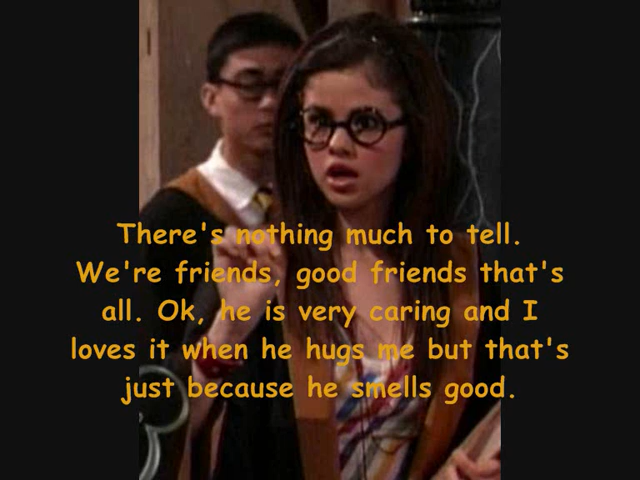 There's nothing much to tell.
We're friends, good friends that's
all. Ok, he is very caring and I
loves it when he hugs me but that's
just because he smells good.